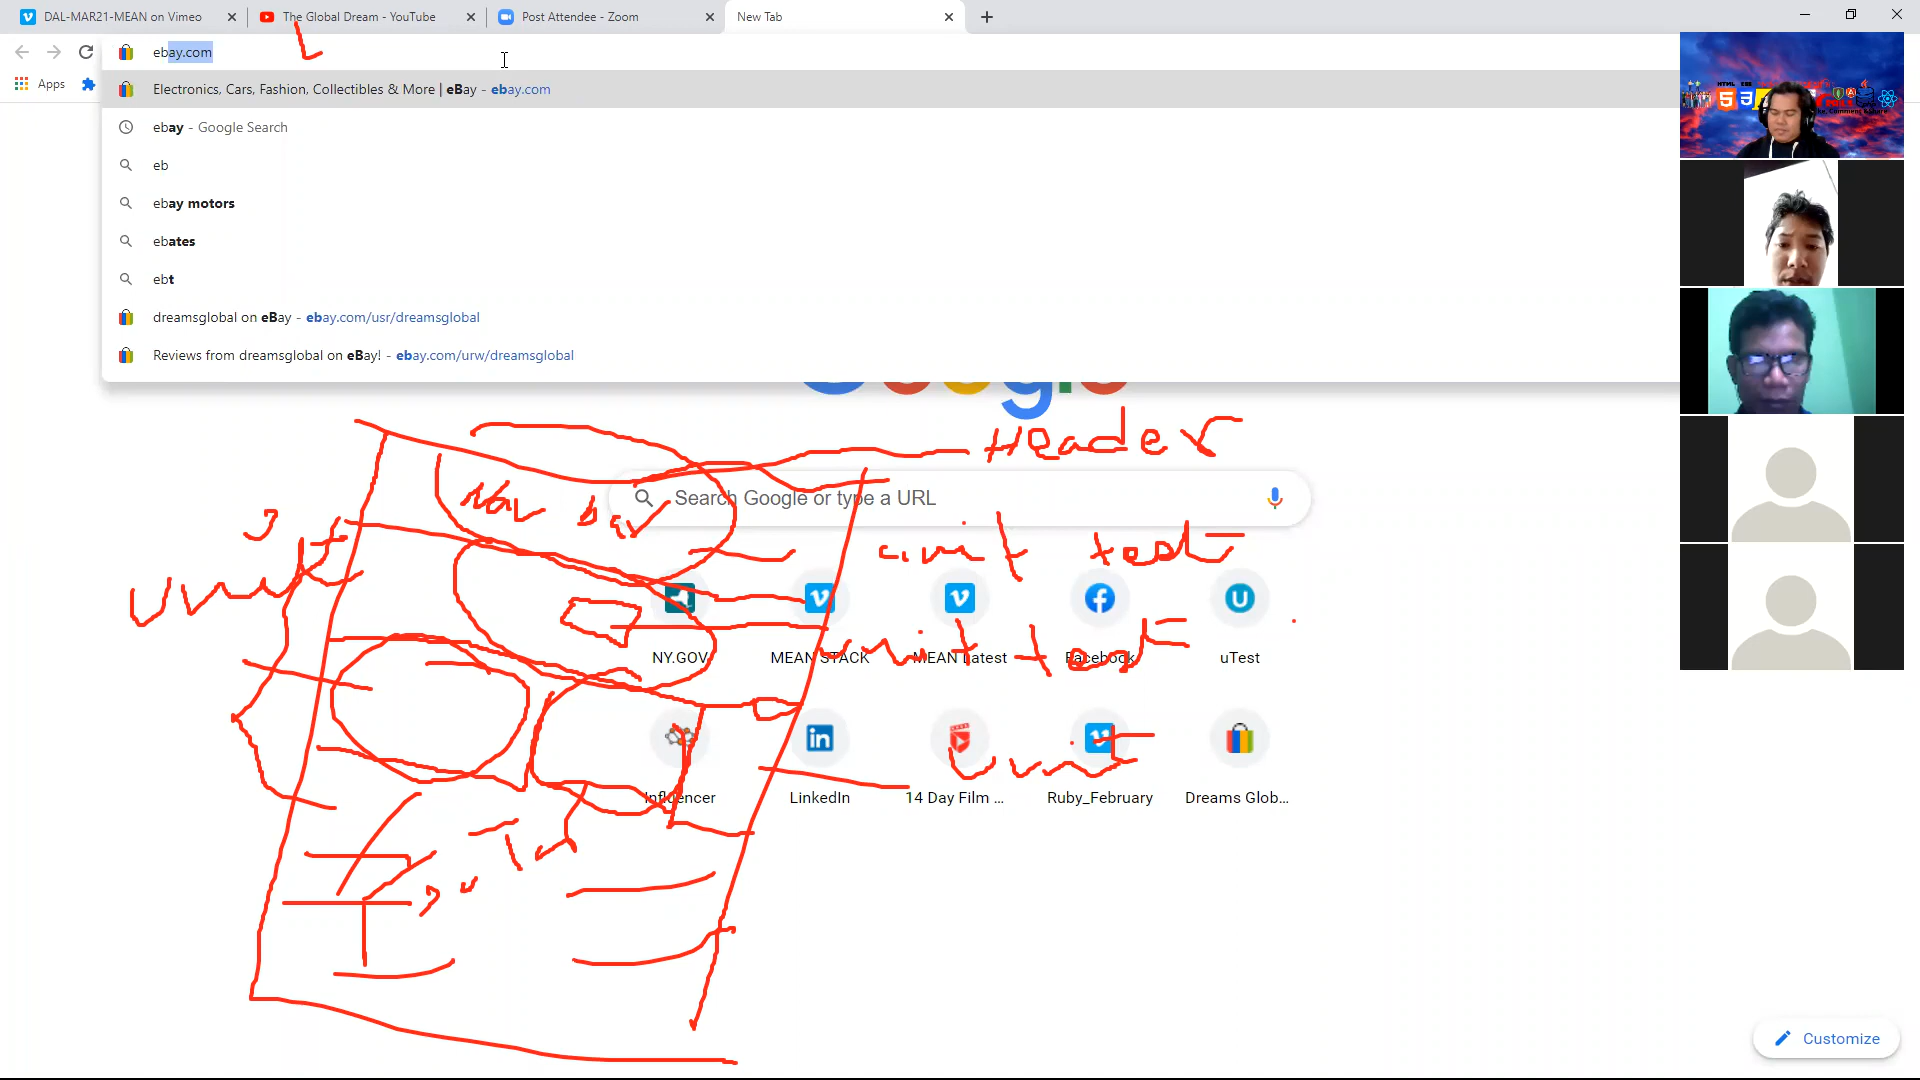 DAL-MAR21-MEAN on Vimeo
The Global Dream - YouTube
Post Attendee - Zoom
New Tab
ebay.com
Apps
Electronics, Cars, Fashion, Collectibles & More | eBay - ebay.com
ebay - Google Search
eb
ebay motors
ebates
ebt
dreamsglobal on eBay - ebay.com/usr/dreamsglobal
Reviews from dreamsglobal on eBay! - ebay.com/urw/dreamsglobal
Header
Nav bar
Search Google or type a URL
unit test
unit
NY.GOV
MEAN STACK
MEAN Latest
Facebook
uTest
unit test
unit
Influencer
LinkedIn
14 Day Film ...
Ruby_February
Dreams Glob...
Customize